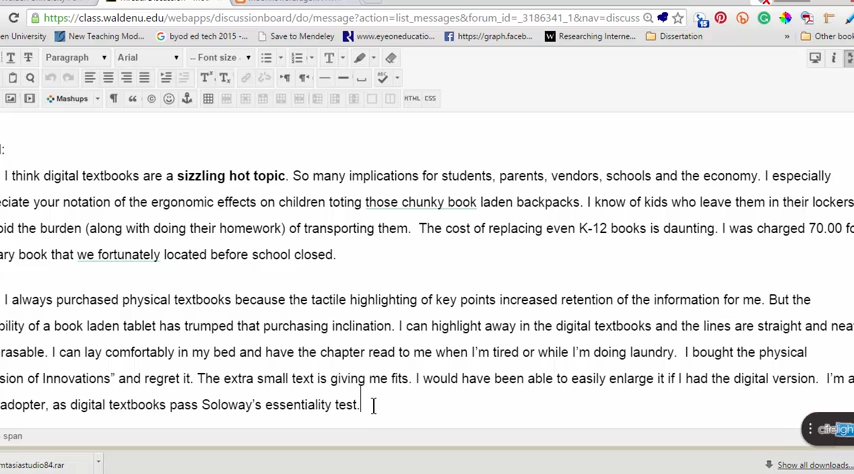 https://class.waldenu.edu/webapps/discussionboard/do/message?action=list_messages&forum_id=_3186341_1&nav=discuss
15
en University New Teaching Mod... byod ed tech 2015 -... Save to Mendeley www.eyeoneducatio... https://graph.faceb... Researching Interne... Dissertation » Other book
Paragraph Arial -- Font size --
Mashups HTML CSS
I think digital textbooks are a sizzling hot topic. So many implications for students, parents, vendors, schools and the economy. I especially
ciate your notation of the ergonomic effects on children toting those chunky book laden backpacks. I know of kids who leave them in their lockers
oid the burden (along with doing their homework) of transporting them. The cost of replacing even K-12 books is daunting. I was charged 70.00 fo
ary book that we fortunately located before school closed.
I always purchased physical textbooks because the tactile highlighting of key points increased retention of the information for me. But the
bility of a book laden tablet has trumped that purchasing inclination. I can highlight away in the digital textbooks and the lines are straight and nea
rasable. I can lay comfortably in my bed and have the chapter read to me when I'm tired or while I'm doing laundry. I bought the physical
sion of Innovations" and regret it. The extra small text is giving me fits. I would have been able to easily enlarge it if I had the digital version. I'm a
adopter, as digital textbooks pass Soloway's essentiality test.
span
mtasiastudio84.rar Show all downloads..